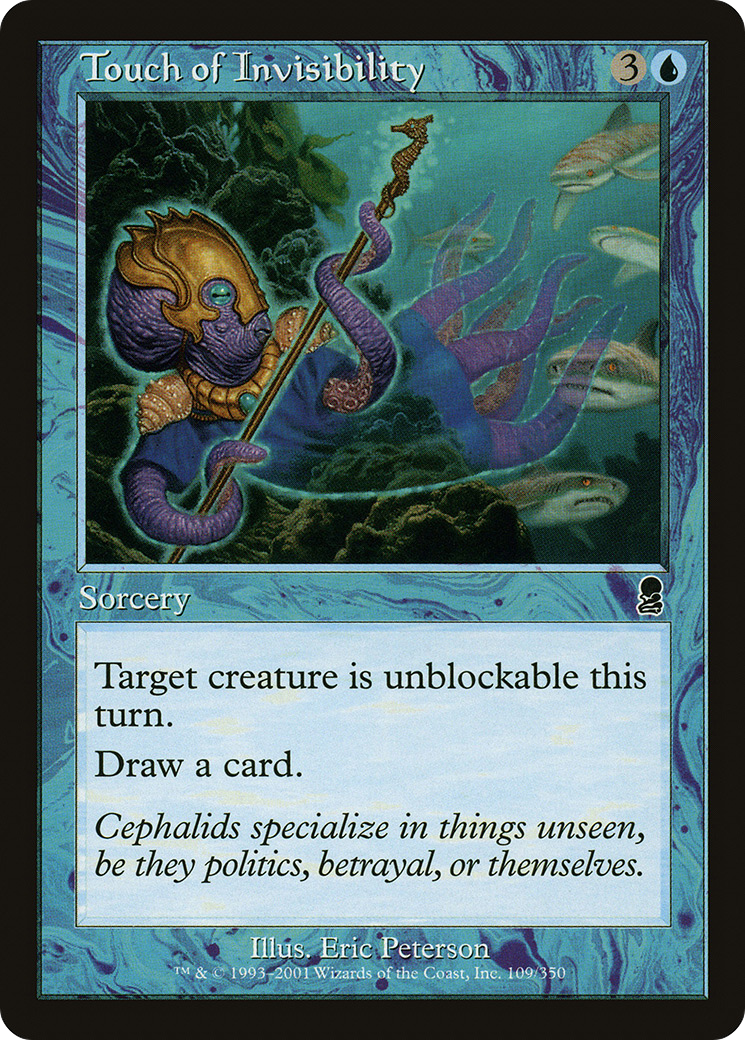 Touch of Invisibility 3
Sorcery
Target creature is unblockable this
turn.
Draw a card.
Cephalids specialize in things unseen,
be they politics, betrayal, or themselves.
Illus. Eric Peterson
™ & © 1993–2001 Wizards of the Coast, Inc. 109/350